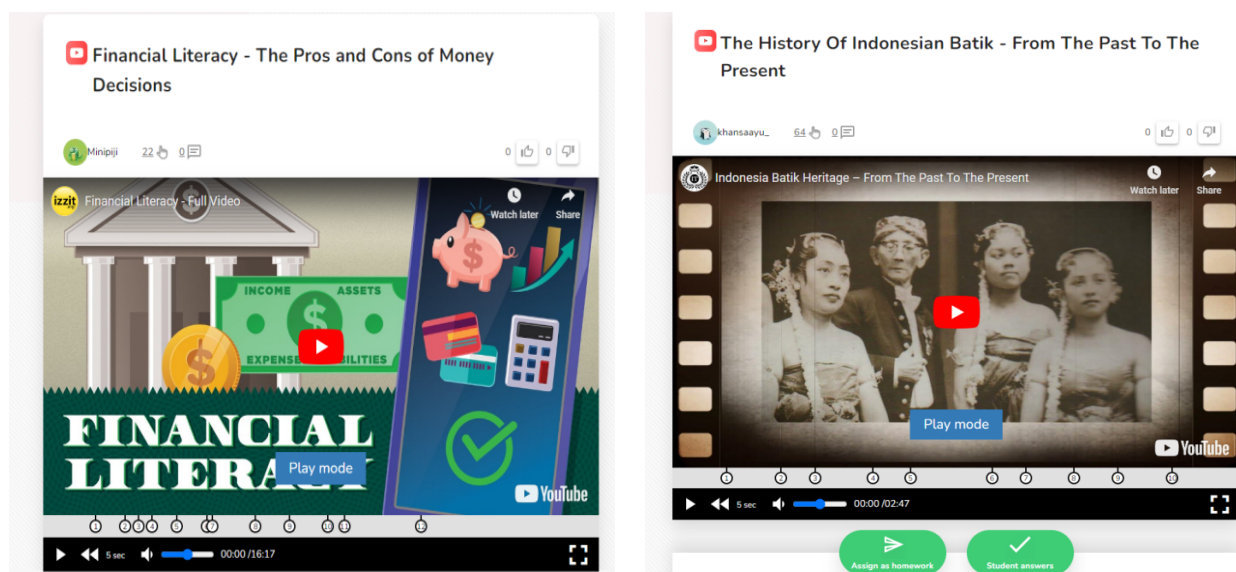 Financial Literacy - The Pros and Cons of Money
Decisions
Minipiji 22 0
0 0
izzit
.org
Financial Literacy - Full Video
Watch later Share
INCOME ASSETS
FINANCIAL
Play mode
YouTube
1 2 3 4 5 7 8 9 10 11 12
5 sec 00:00 /16:17
The History Of Indonesian Batik - From The Past To The
Present
khansaayu_ 64 0
0 0
Indonesia Batik Heritage – From The Past To The Present
Watch later Share
Play mode
YouTube
1 2 3 4 5 6 7 8 9 10
5 sec 00:00 /02:47
Assign as homework
Student answers